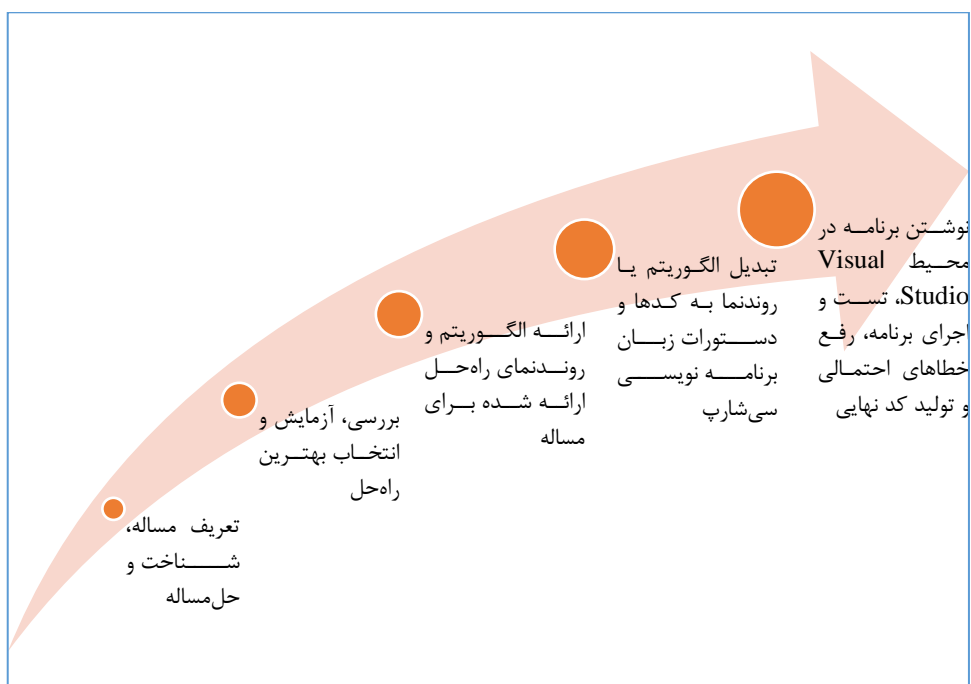 تعریف مساله،
شناخت و
حل‌مساله
بررسی، آزمایش و
انتخاب بهترین
راه‌حل
ارائه الگوریتم و
روندنمای راه‌حل
ارائه شده برای
مساله
تبدیل الگوریتم یا
روندنما به کدها و
دستورات زبان
برنامه نویسی
سی‌شارپ
نوشتن برنامه در
محیط Visual
Studio، تست و
اجرای برنامه، رفع
خطاهای احتمالی
و تولید کد نهایی